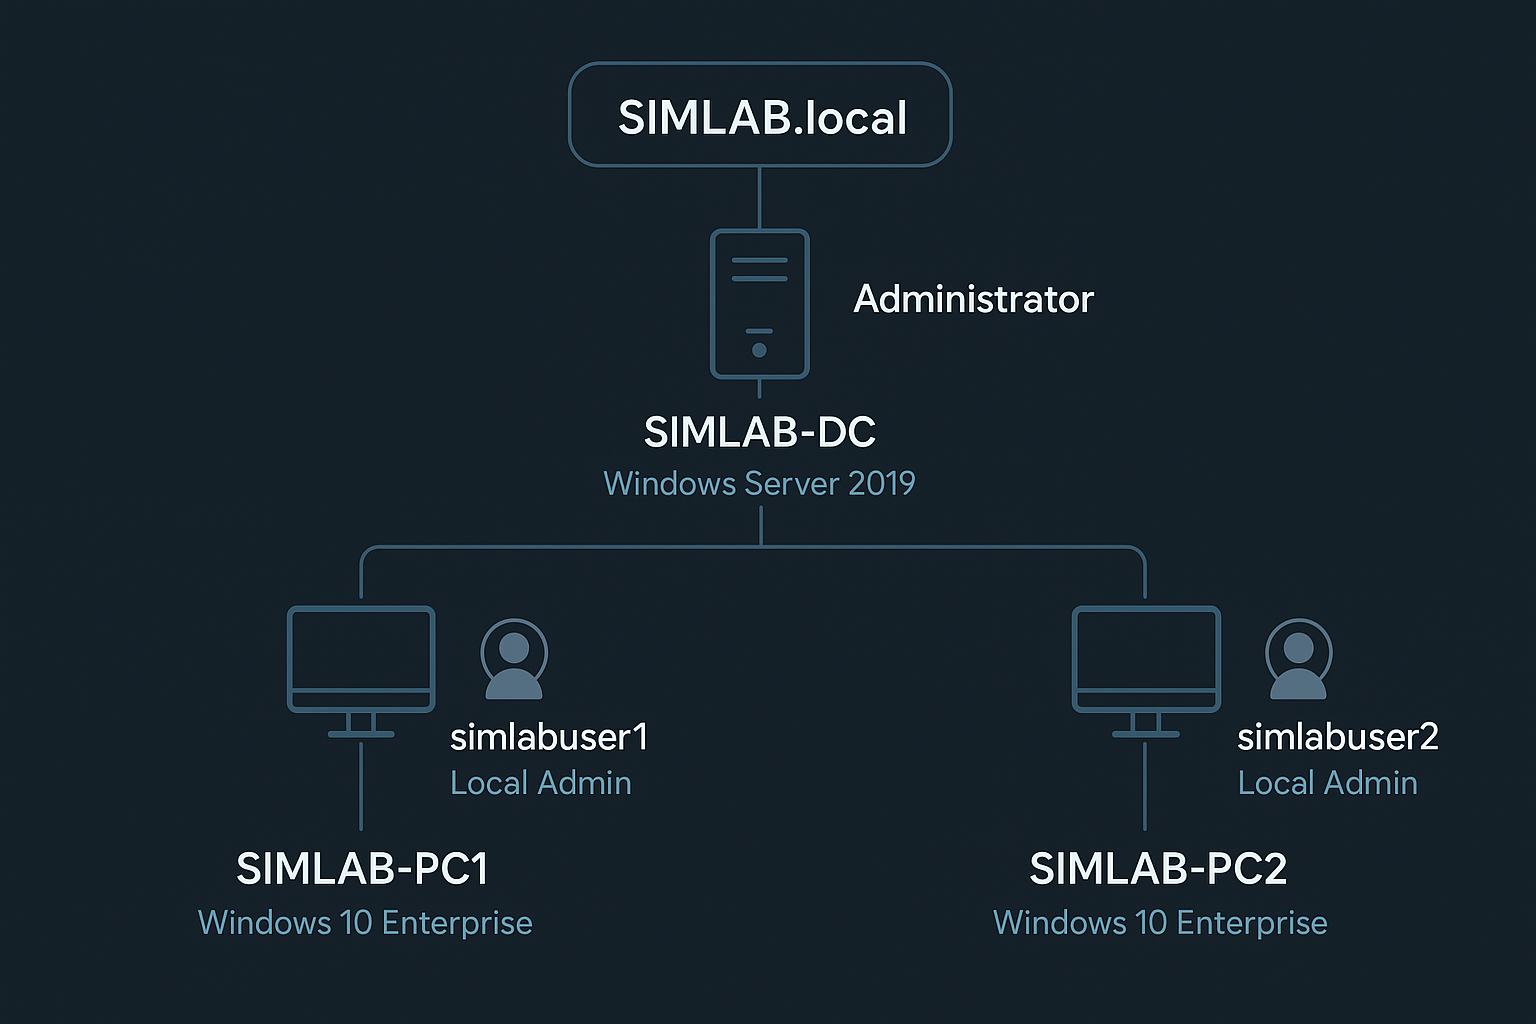 SIMLAB.local
Administrator
SIMLAB-DC
Windows Server 2019
simlabuser1
Local Admin
SIMLAB-PC1
Windows 10 Enterprise
simlabuser2
Local Admin
SIMLAB-PC2
Windows 10 Enterprise